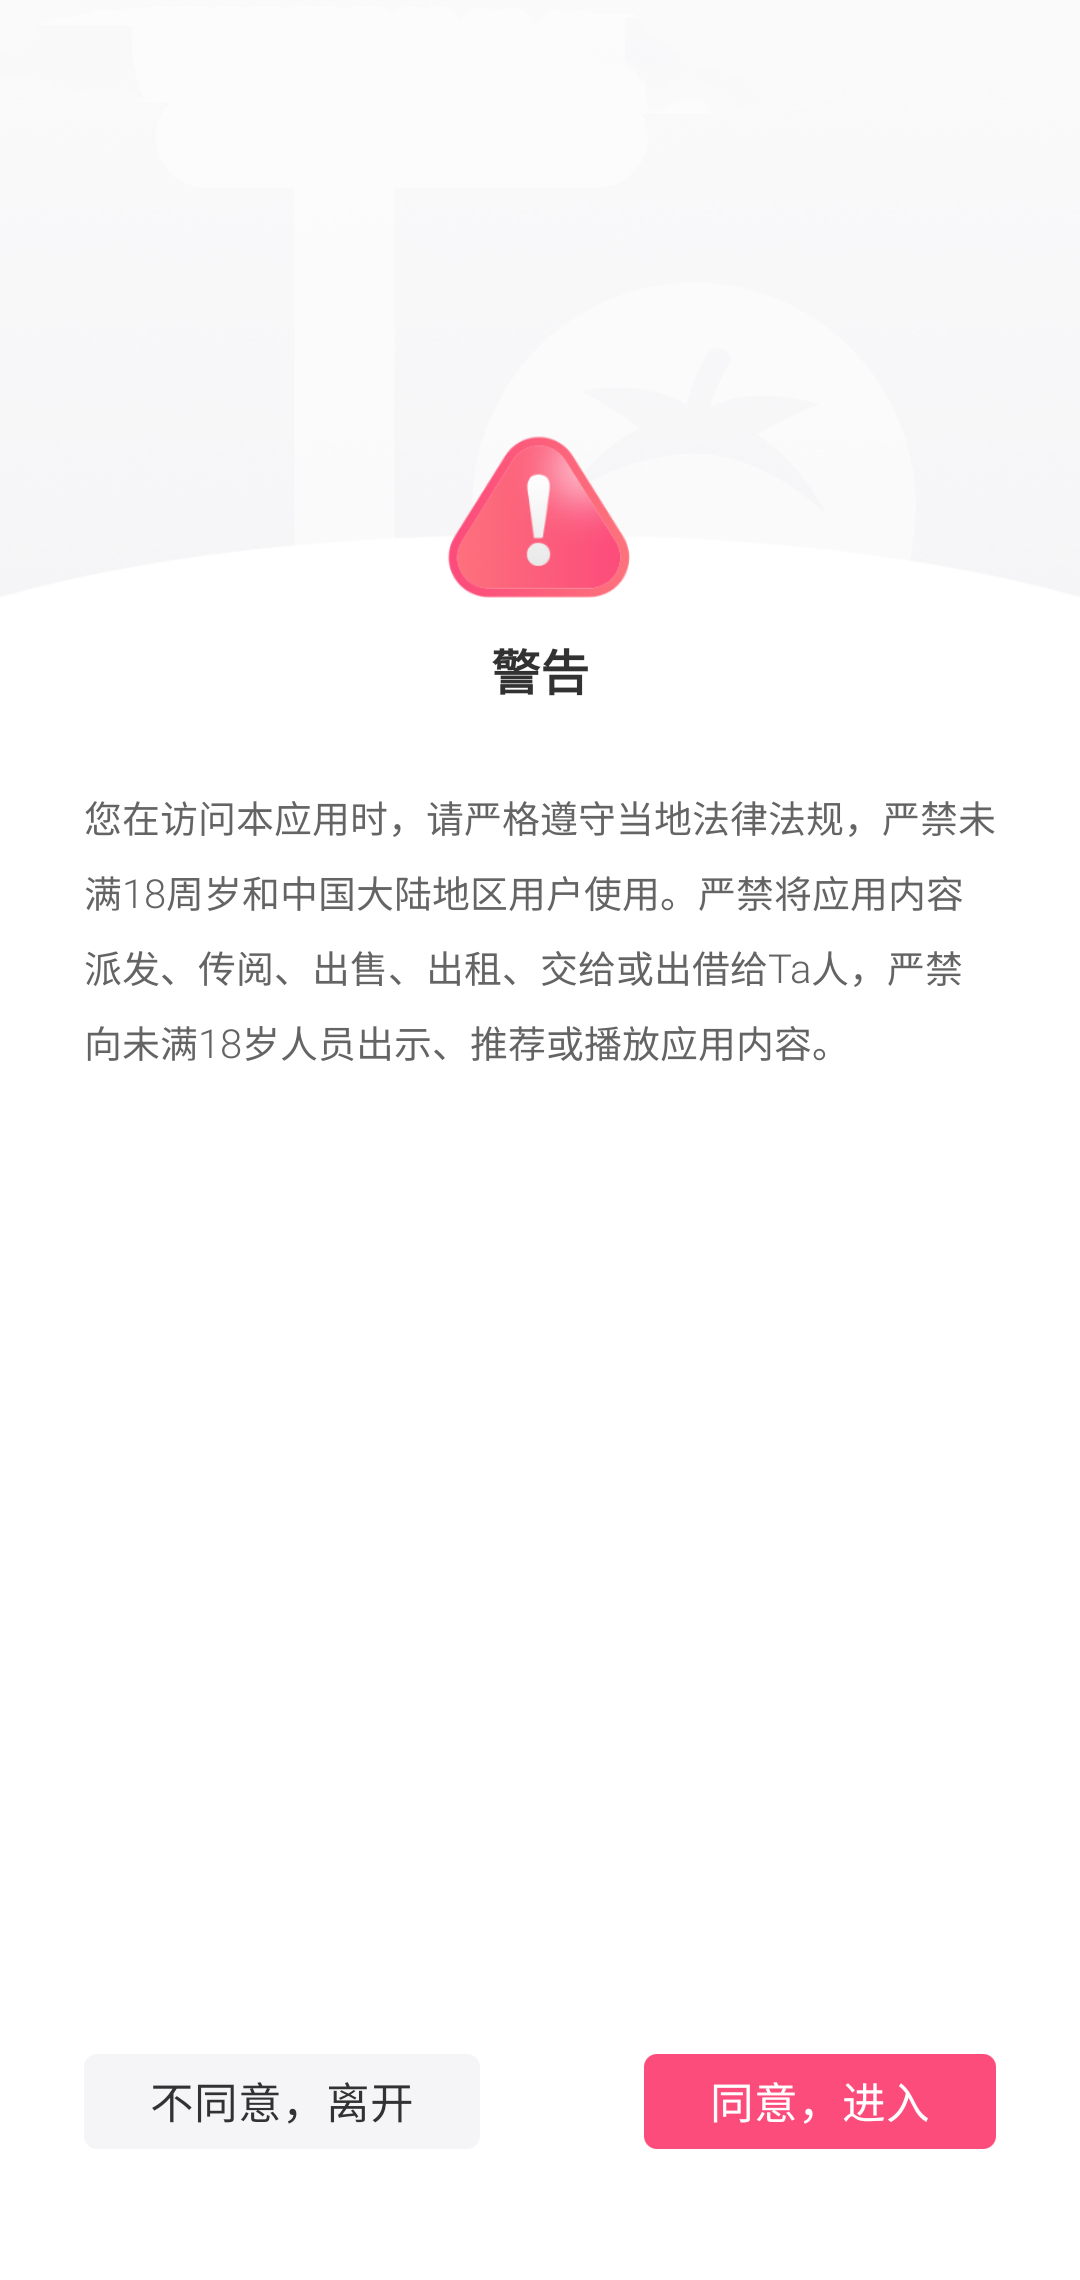 警告
您在访问本应用时，请严格遵守当地法律法规，严禁未
满18周岁和中国大陆地区用户使用。严禁将应用内容
派发、传阅、出售、出租、交给或出借给Ta人，严禁
向未满18岁人员出示、推荐或播放应用内容。
不同意，离开
同意，进入